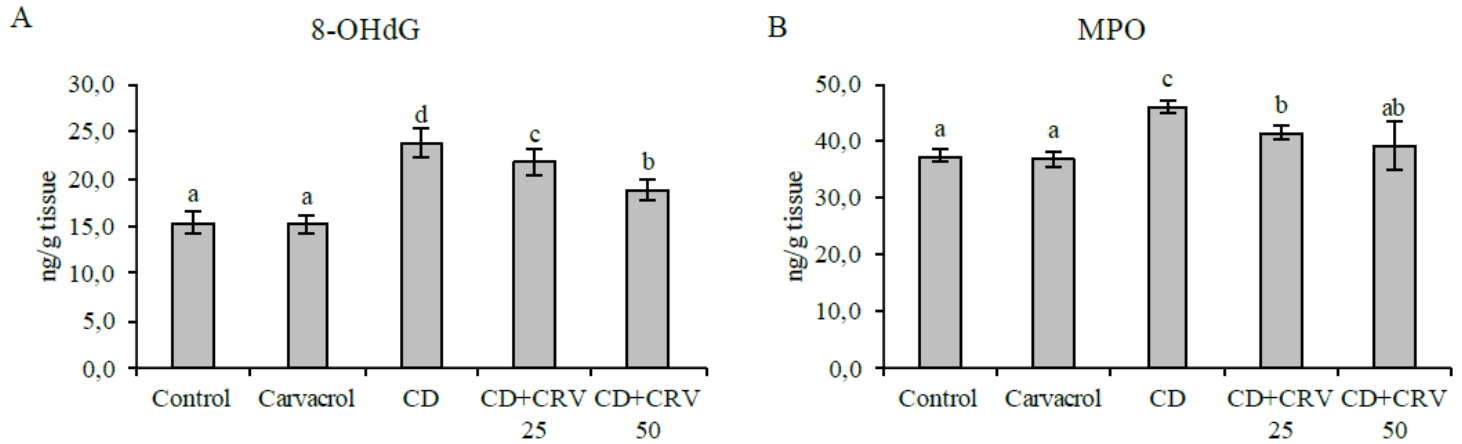 A
8-OHdG
ng/g tissue
30,0
25,0
20,0
15,0
10,0
5,0
0,0
a
a
d
c
b
Control
Carvacrol
CD
CD+CRV
25
CD+CRV
50
B
MPO
ng/g tissue
50,0
40,0
30,0
20,0
10,0
0,0
a
a
c
b
ab
Control
Carvacrol
CD
CD+CRV
25
CD+CRV
50